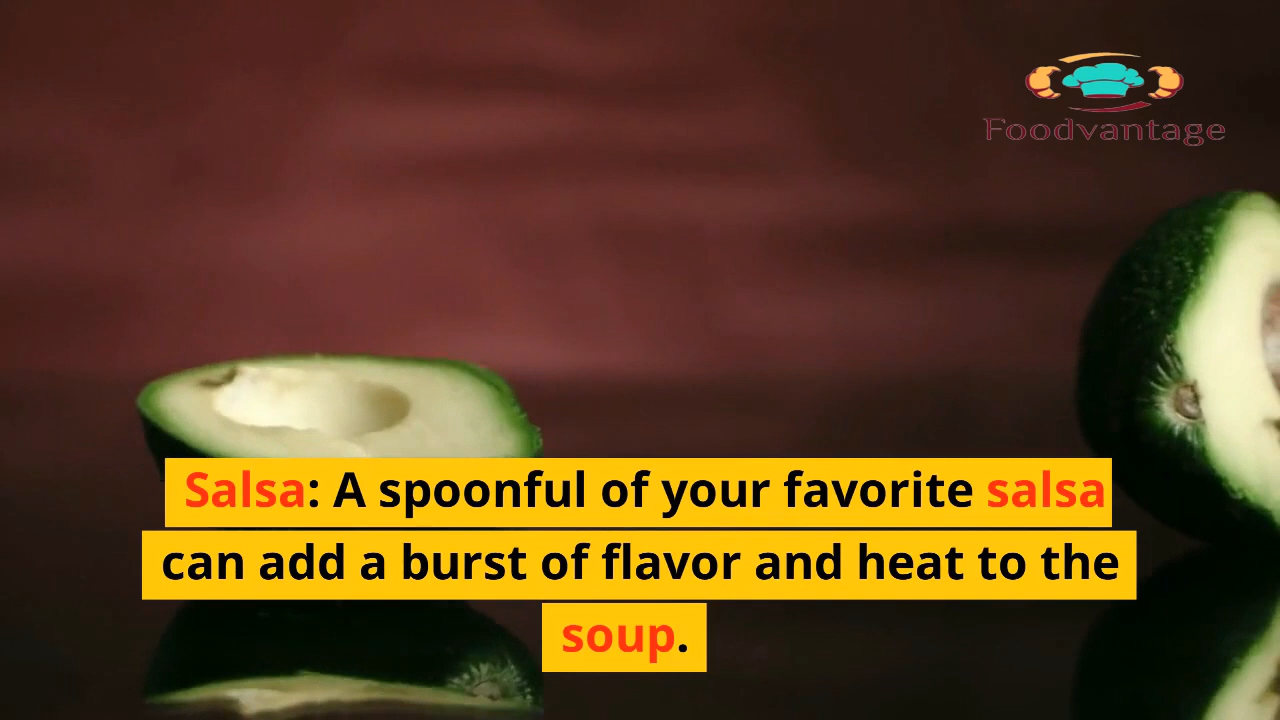 Foodvantage
Salsa: A spoonful of your favorite salsa
can add a burst of flavor and heat to the
soup.